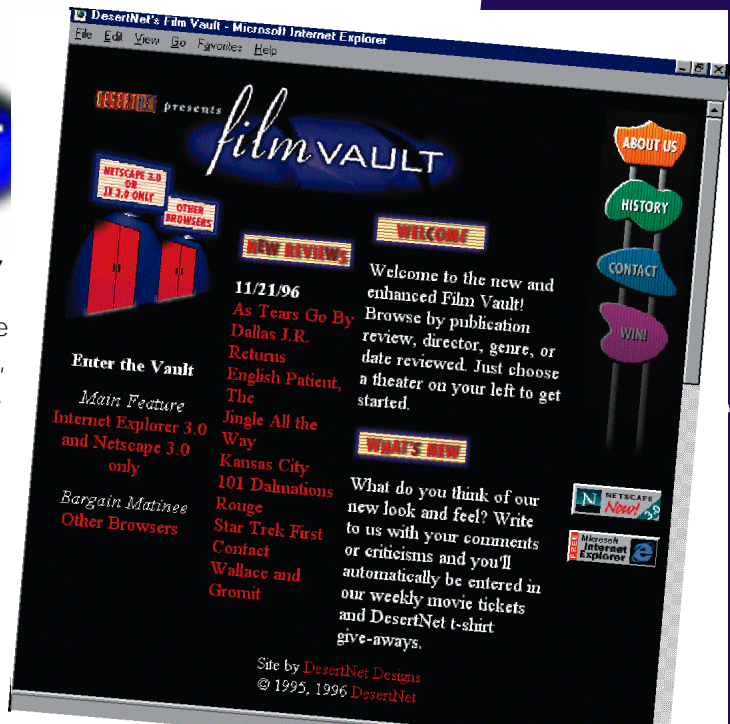 DesertNet's Film Vault - Microsoft Internet Explorer
File Edit View Go Favorites Help
DESERTNET presents
film VAULT
NETSCAPE 3.0
OR
IE 3.0 ONLY
OTHER
BROWSERS
Enter the Vault
Main Feature
Internet Explorer 3.0
and Netscape 3.0
only
Bargain Matinee
Other Browsers
NEW REVIEWS
11/21/96
As Tears Go By
Dallas J.R.
Returns
English Patient,
The
Jingle All the
Way
Kansas City
101 Dalmations
Rouge
Star Trek First
Contact
Wallace and
Gromit
WELCOME
Welcome to the new and
enhanced Film Vault!
Browse by publication
review, director, genre, or
date reviewed. Just choose
a theater on your left to get
started.
WHAT'S NEW
What do you think of our
new look and feel? Write
to us with your comments
or criticisms and you'll
automatically be entered in
our weekly movie tickets
and DesertNet t-shirt
give-aways.
ABOUT US
HISTORY
CONTACT
WIN!
N NETSCAPE
Now! 3.0
FREE Microsoft
Internet
Explorer
Site by DesertNet Designs
© 1995, 1996 DesertNet